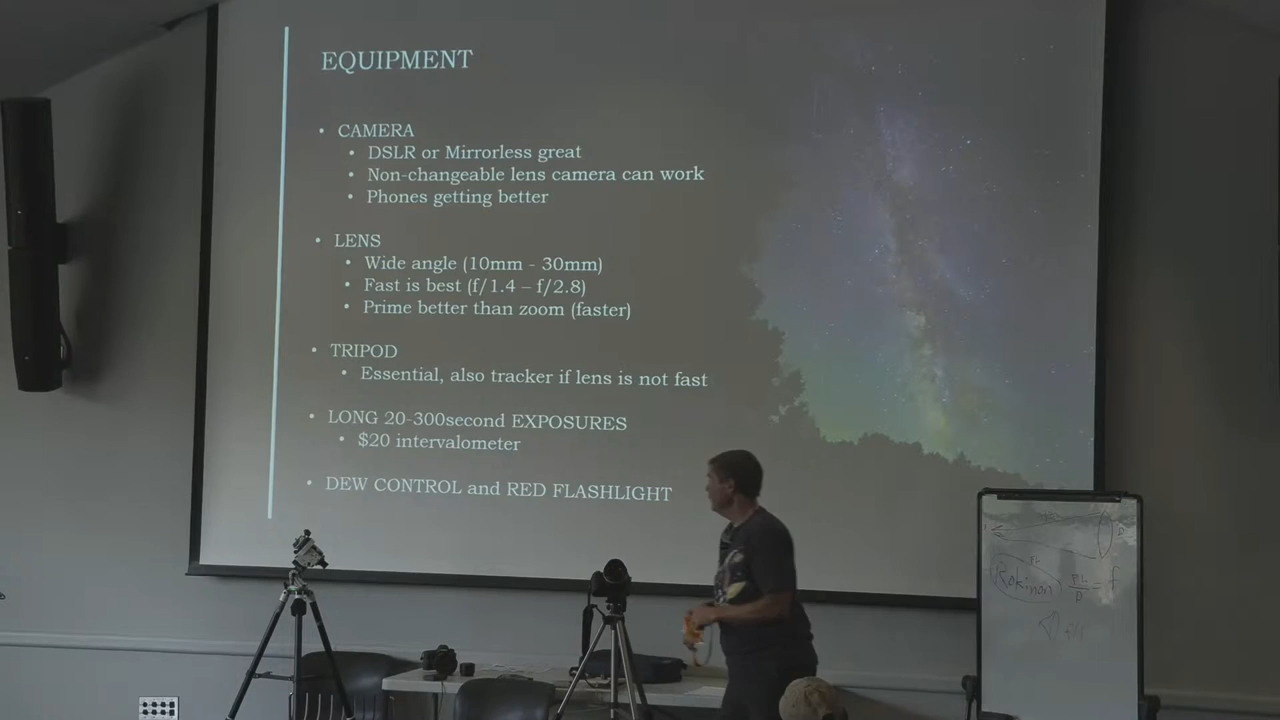 EQUIPMENT
• CAMERA
• DSLR or Mirrorless great
• Non-changeable lens camera can work
• Phones getting better
• LENS
• Wide angle (10mm - 30mm)
• Fast is best (f/1.4 – f/2.8)
• Prime better than zoom (faster)
• TRIPOD
• Essential, also tracker if lens is not fast
• LONG 20-300second EXPOSURES
• $20 intervalometer
• DEW CONTROL and RED FLASHLIGHT
FL
D
Rokinon
FL/D = f